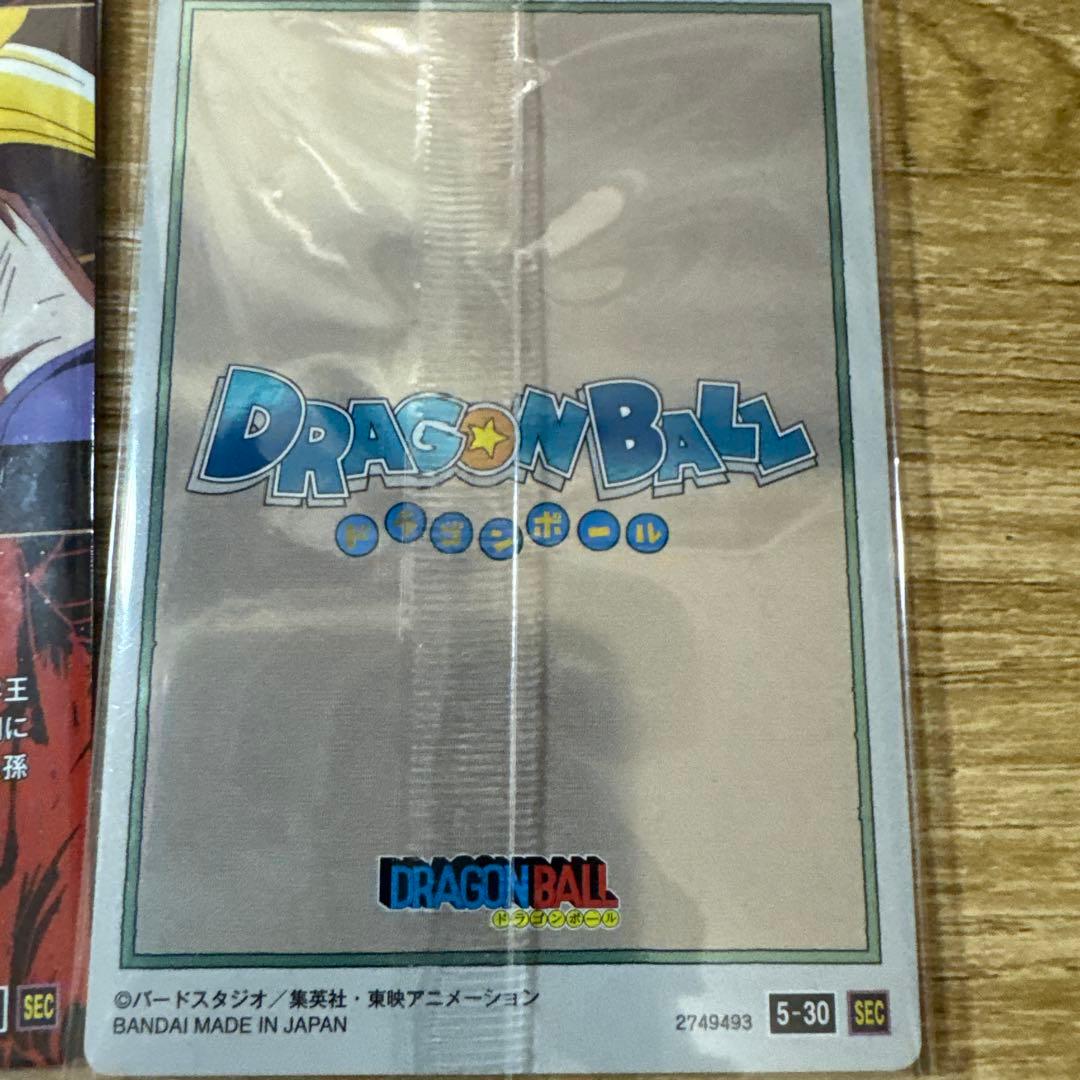 DRAGON BALL
ドラゴンボール
王
に
孫
DRAGON BALL
ドラゴンボール
SEC
©バードスタジオ／集英社・東映アニメーション
BANDAI MADE IN JAPAN
2749493 5-30 SEC